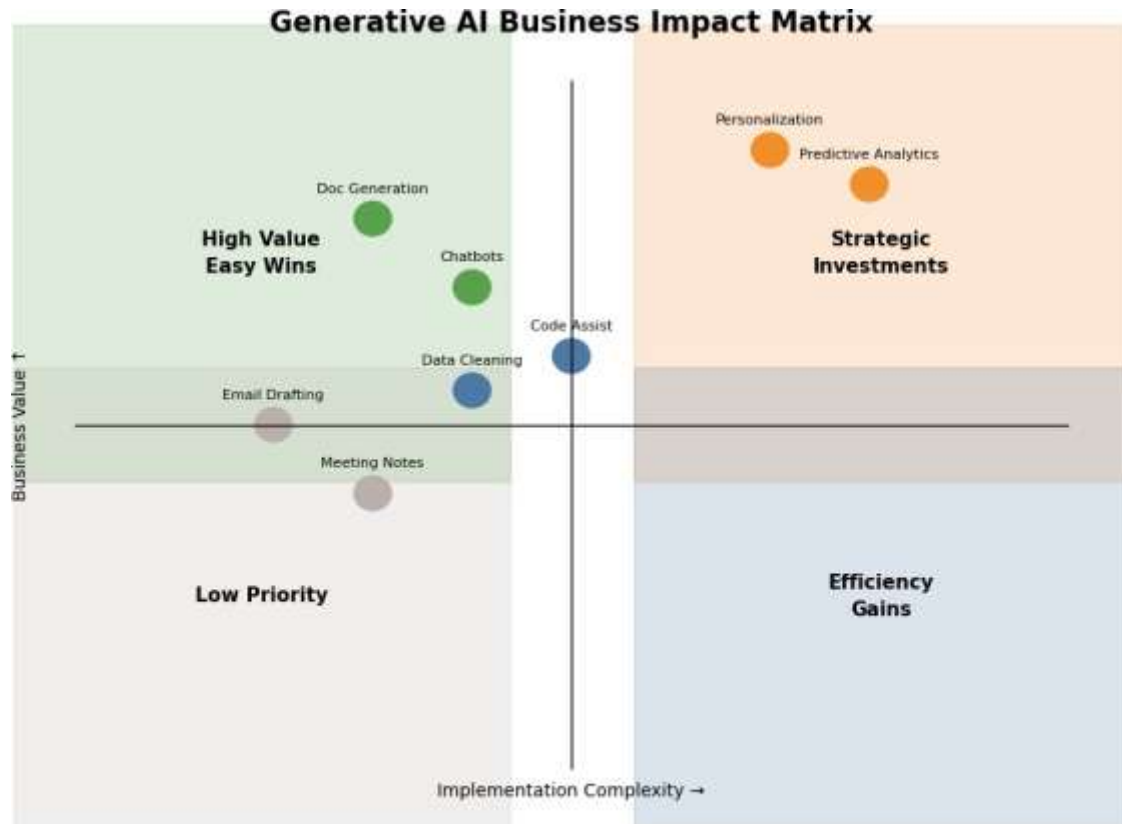 Generative AI Business Impact Matrix
Personalization
Predictive Analytics
Doc Generation
High Value
Easy Wins
Strategic
Investments
Chatbots
Code Assist
Data Cleaning
Email Drafting
Business Value ↑
Meeting Notes
Low Priority
Efficiency
Gains
Implementation Complexity →